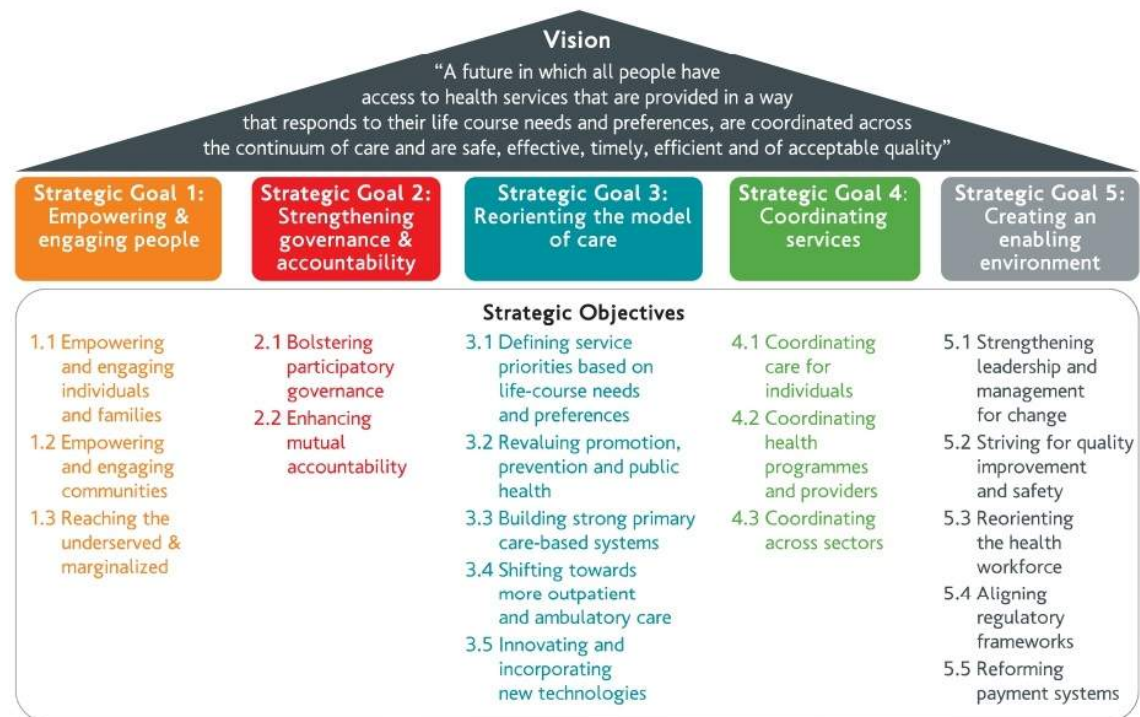 Vision
“A future in which all people have
access to health services that are provided in a way
that responds to their life course needs and preferences, are coordinated across
the continuum of care and are safe, effective, timely, efficient and of acceptable quality”
Strategic Goal 1:
Empowering &
engaging people
Strategic Goal 2:
Strengthening
governance &
accountability
Strategic Goal 3:
Reorienting the model
of care
Strategic Goal 4:
Coordinating
services
Strategic Goal 5:
Creating an
enabling
environment
Strategic Objectives
1.1 Empowering
and engaging
individuals
and families
1.2 Empowering
and engaging
communities
1.3 Reaching the
underserved &
marginalized
2.1 Bolstering
participatory
governance
2.2 Enhancing
mutual
accountability
3.1 Defining service
priorities based on
life-course needs
and preferences
3.2 Revaluing promotion,
prevention and public
health
3.3 Building strong primary
care-based systems
3.4 Shifting towards
more outpatient
and ambulatory care
3.5 Innovating and
incorporating
new technologies
4.1 Coordinating
care for
individuals
4.2 Coordinating
health
programmes
and providers
4.3 Coordinating
across sectors
5.1 Strengthening
leadership and
management
for change
5.2 Striving for quality
improvement
and safety
5.3 Reorienting
the health
workforce
5.4 Aligning
regulatory
frameworks
5.5 Reforming
payment systems